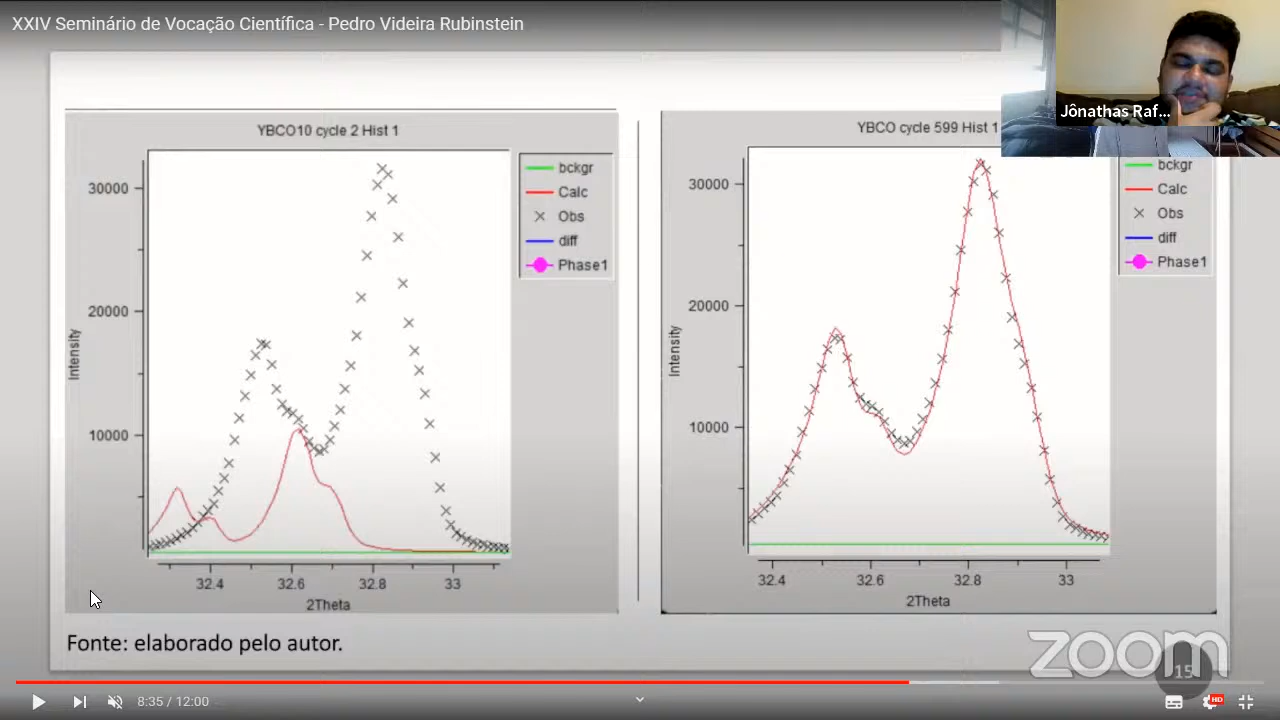 XXIV Seminário de Vocação Científica - Pedro Videira Rubinstein
Jônathas Raf...
YBCO10 cycle 2 Hist 1
30000
20000
10000
Intensity
32.4
32.6
32.8
33
2Theta
bckgr
Calc
Obs
diff
Phase1
YBCO cycle 599 Hist 1
30000
20000
10000
Intensity
32.4
32.6
32.8
33
2Theta
bckgr
Calc
Obs
diff
Phase1
Fonte: elaborado pelo autor.
zoom
15
8:35 / 12:00
HD